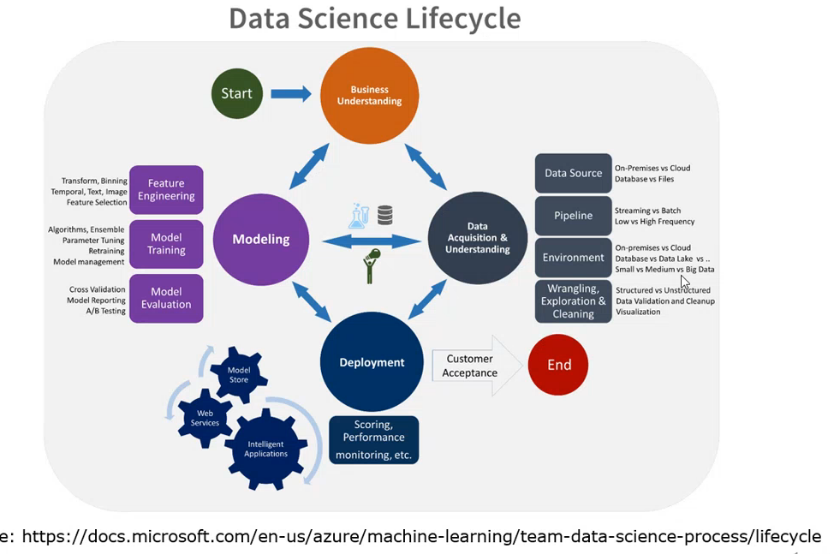 Data Science Lifecycle
Start
Business
Understanding
Transform, Binning
Temporal, Text, Image
Feature Selection
Feature
Engineering
Algorithms, Ensemble
Parameter Tuning
Retraining
Model management
Model
Training
Cross Validation
Model Reporting
A/B Testing
Model
Evaluation
Modeling
Data
Acquisition &
Understanding
Data Source
On-Premises vs Cloud
Database vs Files
Pipeline
Streaming vs Batch
Low vs High Frequency
Environment
On-premises vs Cloud
Database vs Data Lake vs ..
Small vs Medium vs Big Data
Wrangling,
Exploration &
Cleaning
Structured vs Unstructured
Data Validation and Cleanup
Visualization
Deployment
Customer
Acceptance
End
Model
Store
Web
Services
Intelligent
Applications
Scoring,
Performance
monitoring, etc.
e: https://docs.microsoft.com/en-us/azure/machine-learning/team-data-science-process/lifecycle